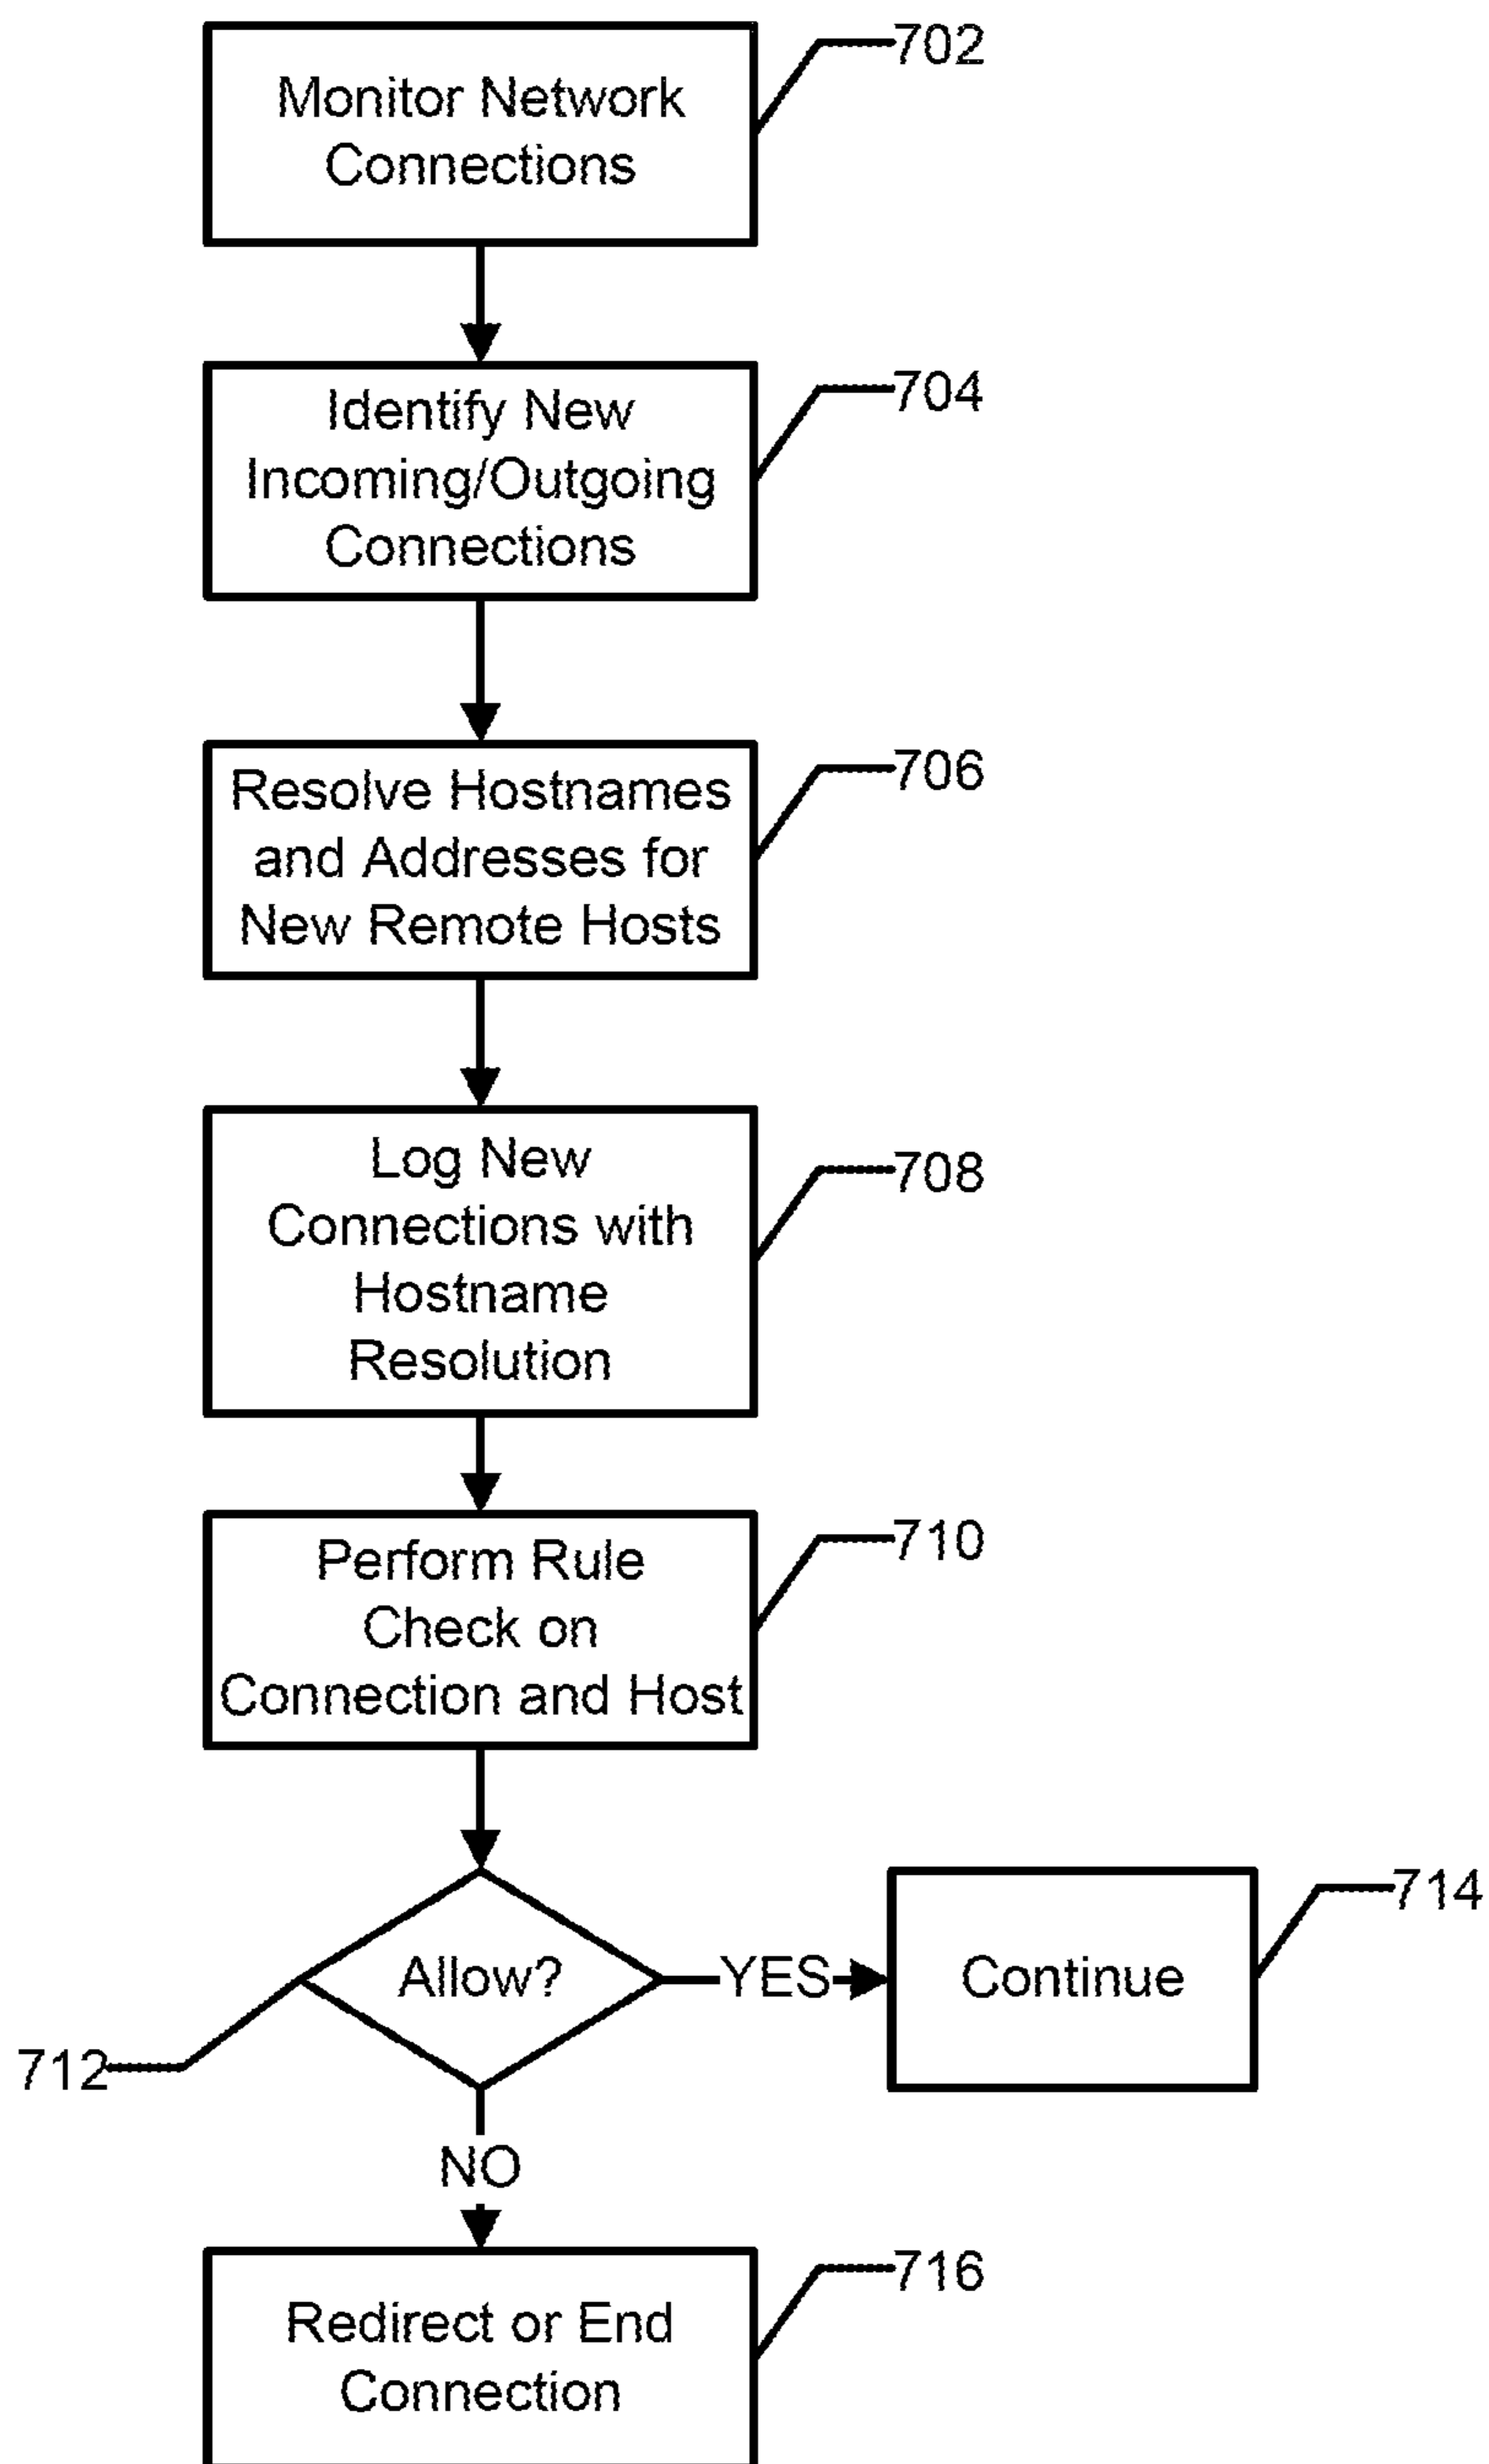 Monitor Network
Connections
702
Identify New
Incoming/Outgoing
Connections
704
Resolve Hostnames
and Addresses for
New Remote Hosts
706
Log New
Connections with
Hostname
Resolution
708
Perform Rule
Check on
Connection and Host
710
Allow?
712
YES
Continue
714
NO
Redirect or End
Connection
716